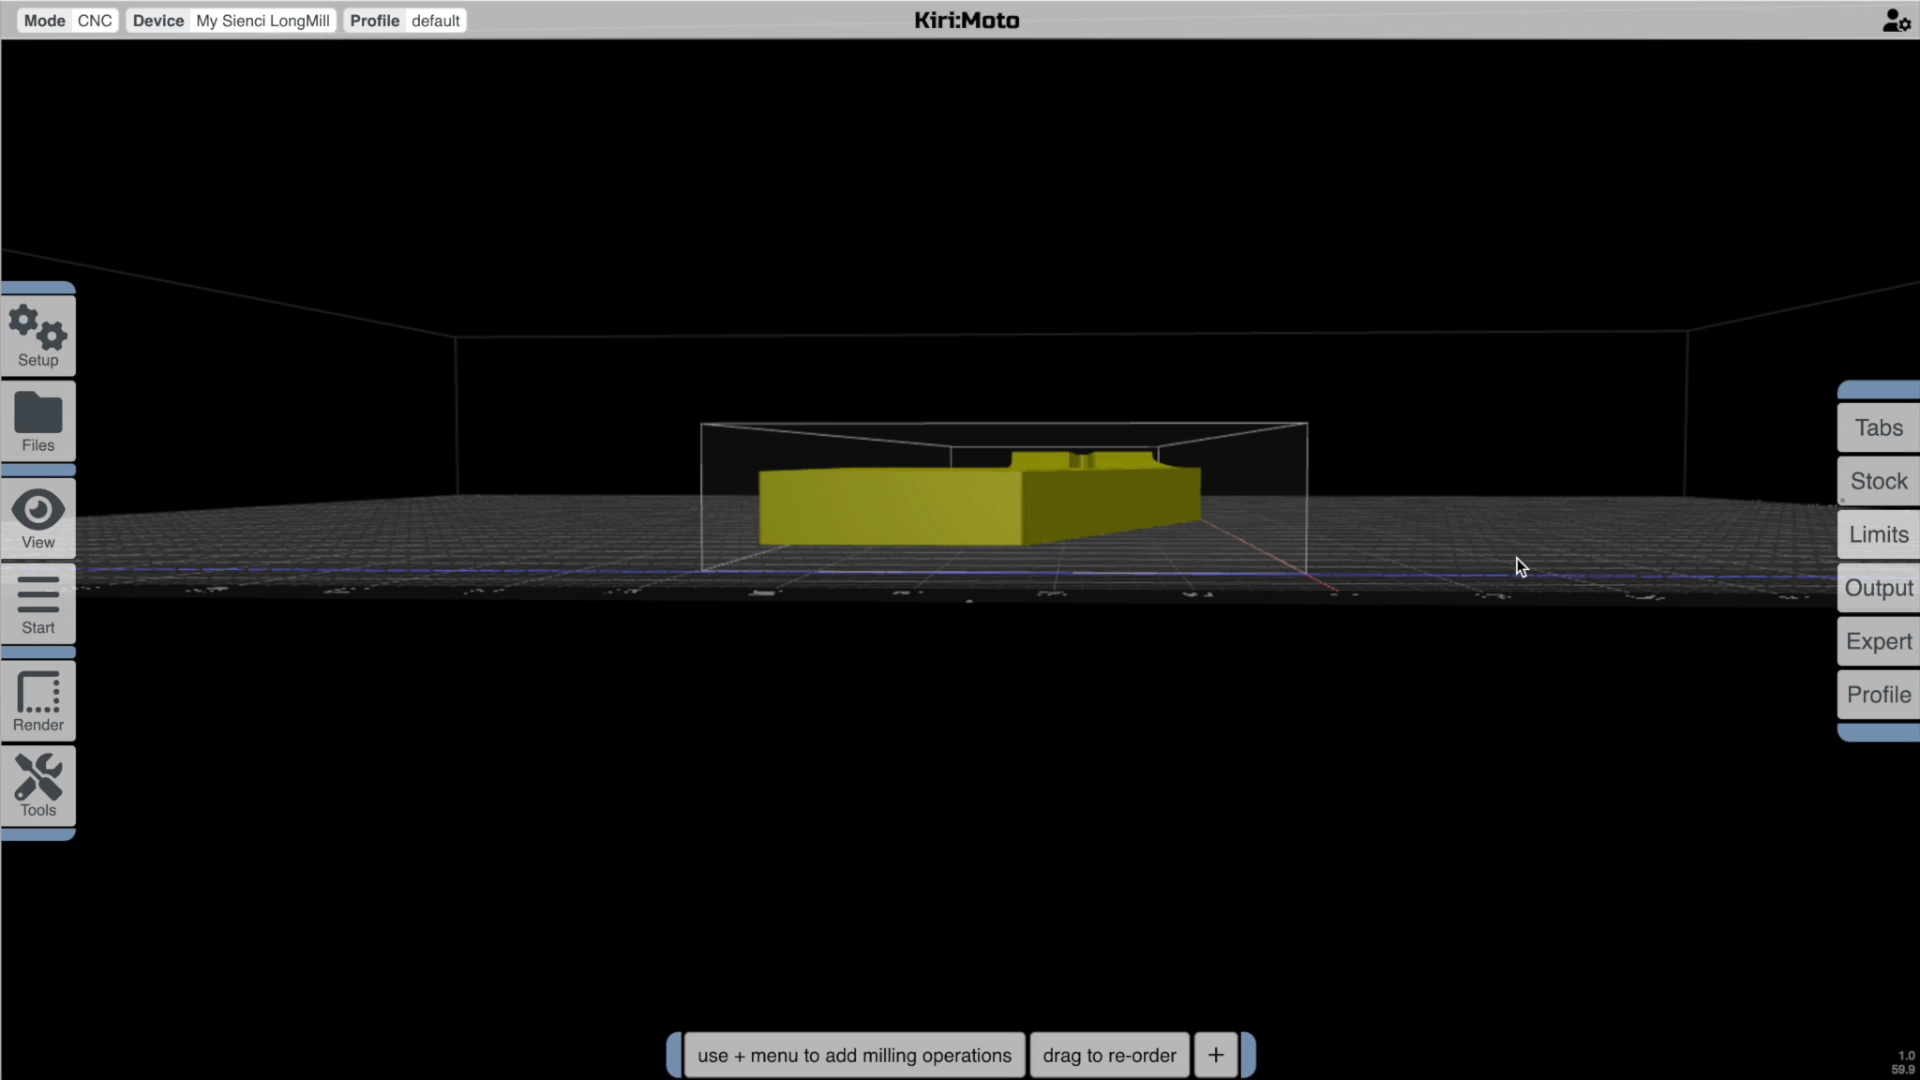 Mode CNC Device My Sienci LongMill Profile default
Kiri:Moto
Setup
Files
View
Start
Render
Tools
Tabs
Stock
Limits
Output
Expert
Profile
use + menu to add milling operations drag to re-order +
1.0
59.9